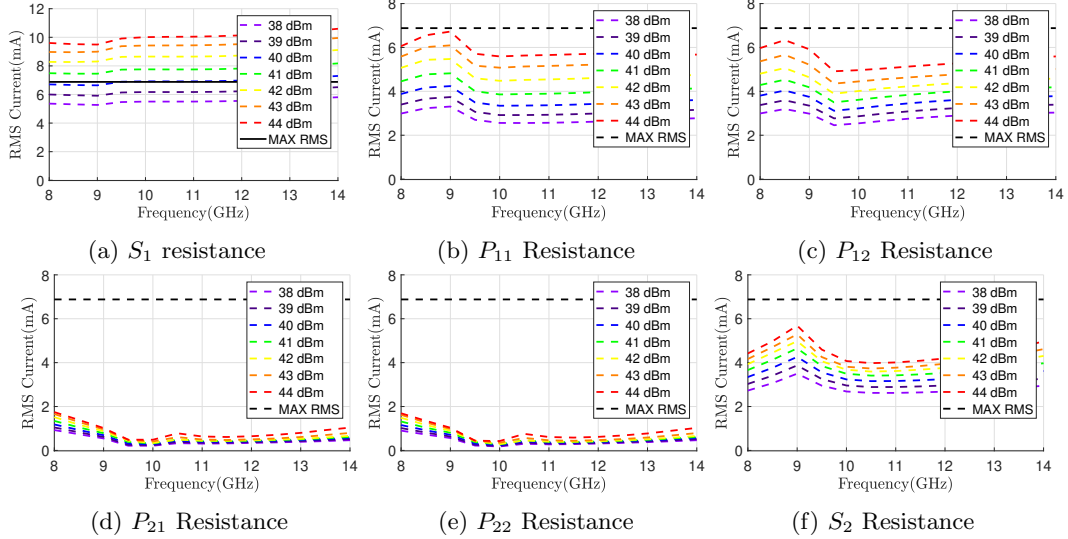 12
10
8
6
4
2
0
RMS Current(mA)
38 dBm
39 dBm
40 dBm
41 dBm
42 dBm
43 dBm
44 dBm
MAX RMS
8 9 10 11 12 13 14
Frequency(GHz)
(a) S₁ resistance
8
6
4
2
0
RMS Current(mA)
38 dBm
39 dBm
40 dBm
41 dBm
42 dBm
43 dBm
44 dBm
MAX RMS
8 9 10 11 12 13 14
Frequency(GHz)
(b) P₁₁ Resistance
8
6
4
2
0
RMS Current(mA)
38 dBm
39 dBm
40 dBm
41 dBm
42 dBm
43 dBm
44 dBm
MAX RMS
8 9 10 11 12 13 14
Frequency(GHz)
(c) P₁₂ Resistance
8
6
4
2
0
RMS Current(mA)
38 dBm
39 dBm
40 dBm
41 dBm
42 dBm
43 dBm
44 dBm
MAX RMS
8 9 10 11 12 13 14
Frequency(GHz)
(d) P₂₁ Resistance
8
6
4
2
0
RMS Current(mA)
38 dBm
39 dBm
40 dBm
41 dBm
42 dBm
43 dBm
44 dBm
MAX RMS
8 9 10 11 12 13 14
Frequency(GHz)
(e) P₂₂ Resistance
8
6
4
2
0
RMS Current(mA)
38 dBm
39 dBm
40 dBm
41 dBm
42 dBm
43 dBm
44 dBm
MAX RMS
8 9 10 11 12 13 14
Frequency(GHz)
(f) S₂ Resistance